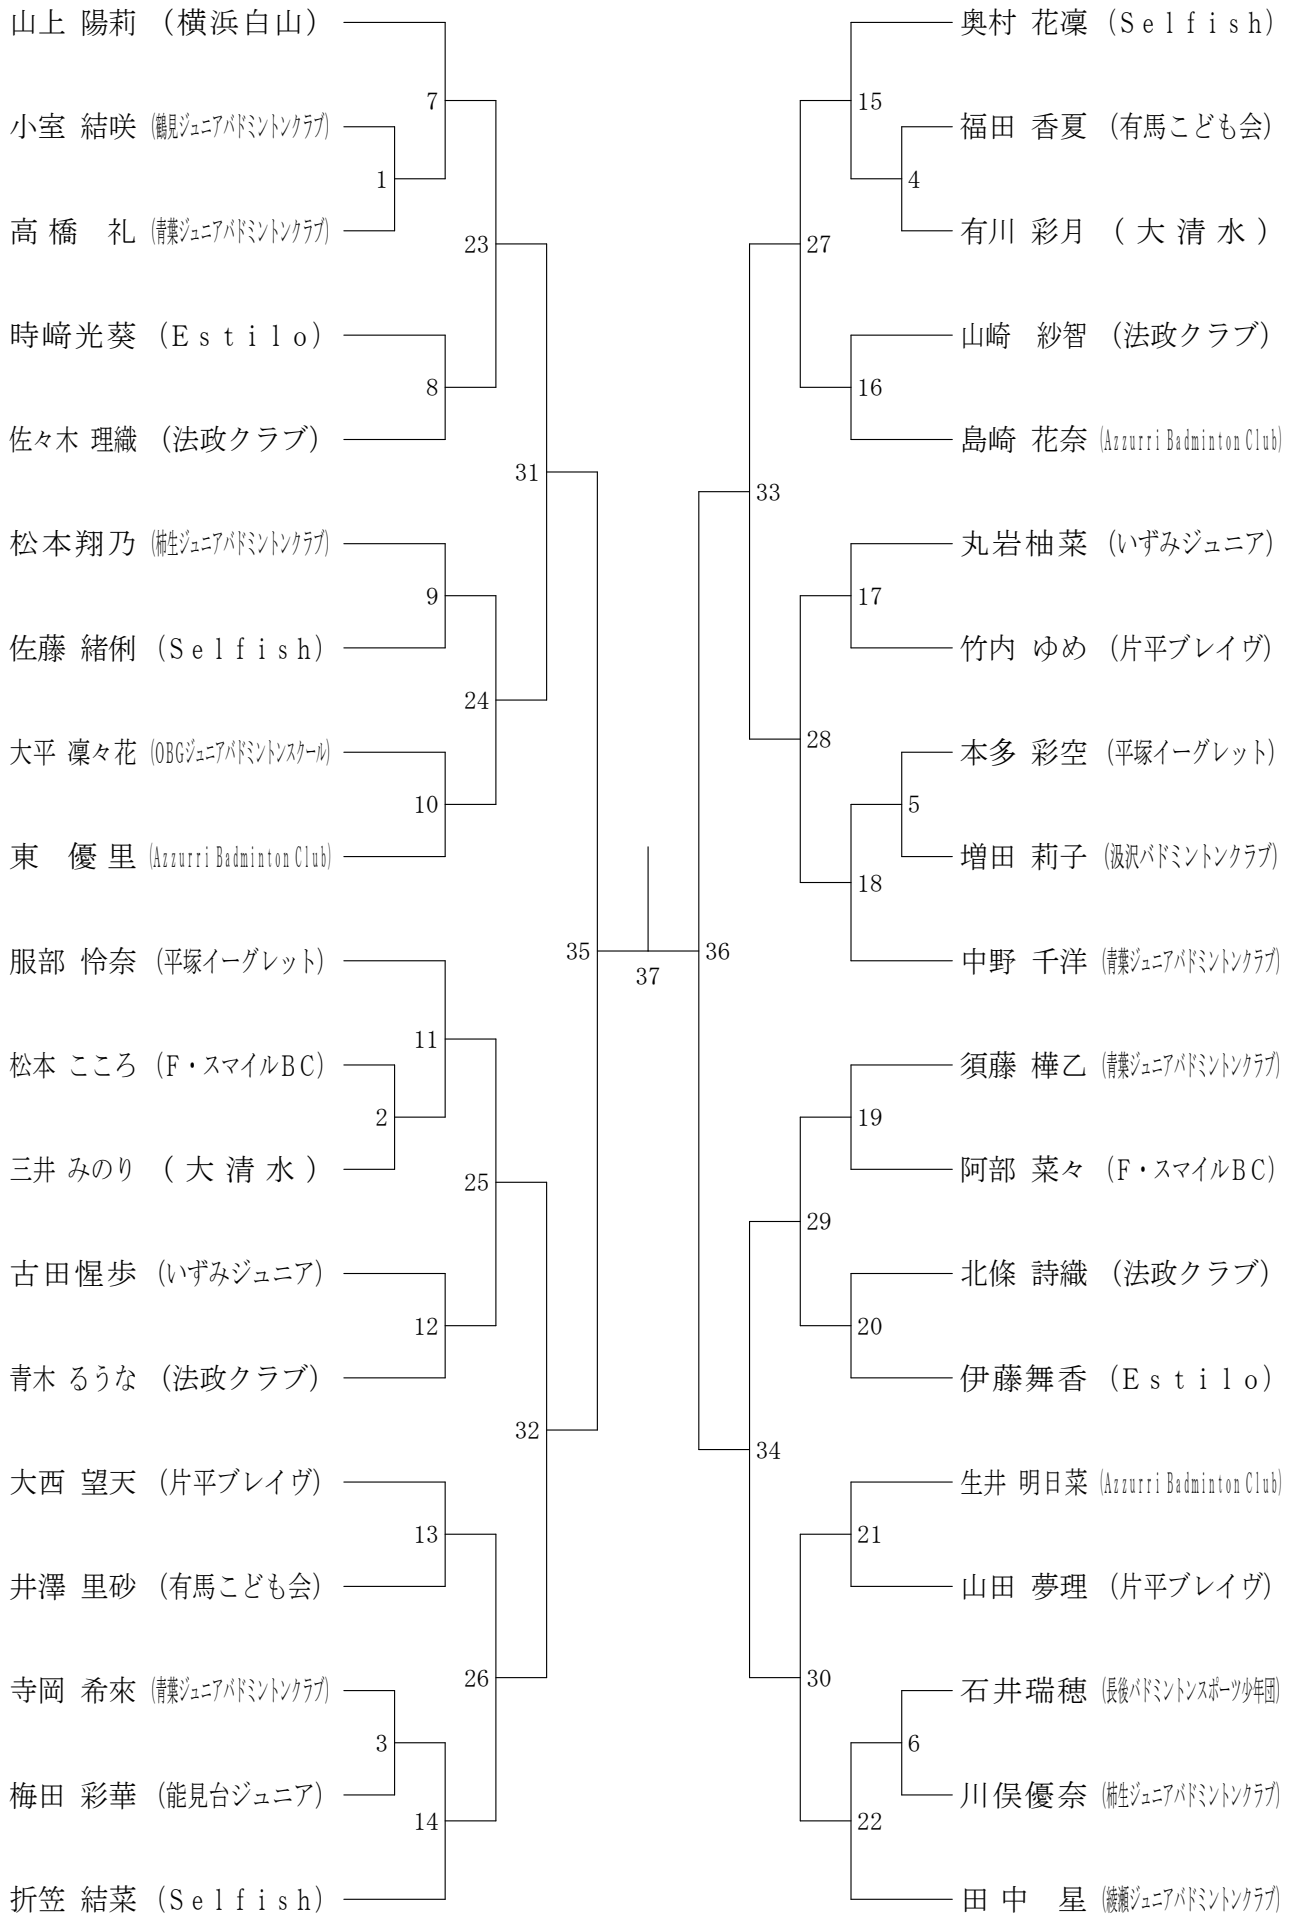 山上 陽莉 (横浜白山)
小室 結咲 (鶴見ジュニアバドミントンクラブ)
高橋 礼 (青葉ジュニアバドミントンクラブ)
時﨑光葵 (Estilo)
佐々木 理織 (法政クラブ)
松本翔乃 (柿生ジュニアバドミントンクラブ)
佐藤 緒俐 (Selfish)
大平 凜々花 (OBGジュニアバドミントンスクール)
東 優里 (Azzurri Badminton Club)
服部 怜奈 (平塚イーグレット)
松本 こころ (F・スマイルBC)
三井 みのり (大清水)
古田惺歩 (いずみジュニア)
青木 るうな (法政クラブ)
大西 望天 (片平ブレイヴ)
井澤 里砂 (有馬こども会)
寺岡 希來 (青葉ジュニアバドミントンクラブ)
梅田 彩華 (能見台ジュニア)
折笠 結菜 (Selfish)
1
2
3
7
8
9
10
11
12
13
14
23
24
25
26
31
32
35
37
36
33
34
27
28
29
30
15
16
17
18
19
20
21
22
4
5
6
奥村 花凜 (Selfish)
福田 香夏 (有馬こども会)
有川 彩月 (大清水)
山崎 紗智 (法政クラブ)
島崎 花奈 (Azzurri Badminton Club)
丸岩柚菜 (いずみジュニア)
竹内 ゆめ (片平ブレイヴ)
本多 彩空 (平塚イーグレット)
増田 莉子 (汲沢バドミントンクラブ)
中野 千洋 (青葉ジュニアバドミントンクラブ)
須藤 樺乙 (青葉ジュニアバドミントンクラブ)
阿部 菜々 (F・スマイルBC)
北條 詩織 (法政クラブ)
伊藤舞香 (Estilo)
生井 明日菜 (Azzurri Badminton Club)
山田 夢理 (片平ブレイヴ)
石井瑞穂 (長後バドミントンスポーツ少年団)
川俣優奈 (柿生ジュニアバドミントンクラブ)
田中 星 (綾瀬ジュニアバドミントンクラブ)